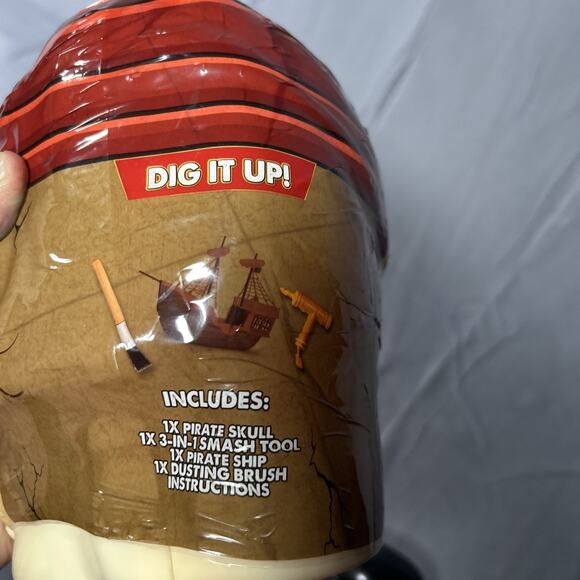 DIG IT UP!
INCLUDES:
1X PIRATE SKULL
1X 3-IN-1 SMASH TOOL
1X PIRATE SHIP
1X DUSTING BRUSH
INSTRUCTIONS